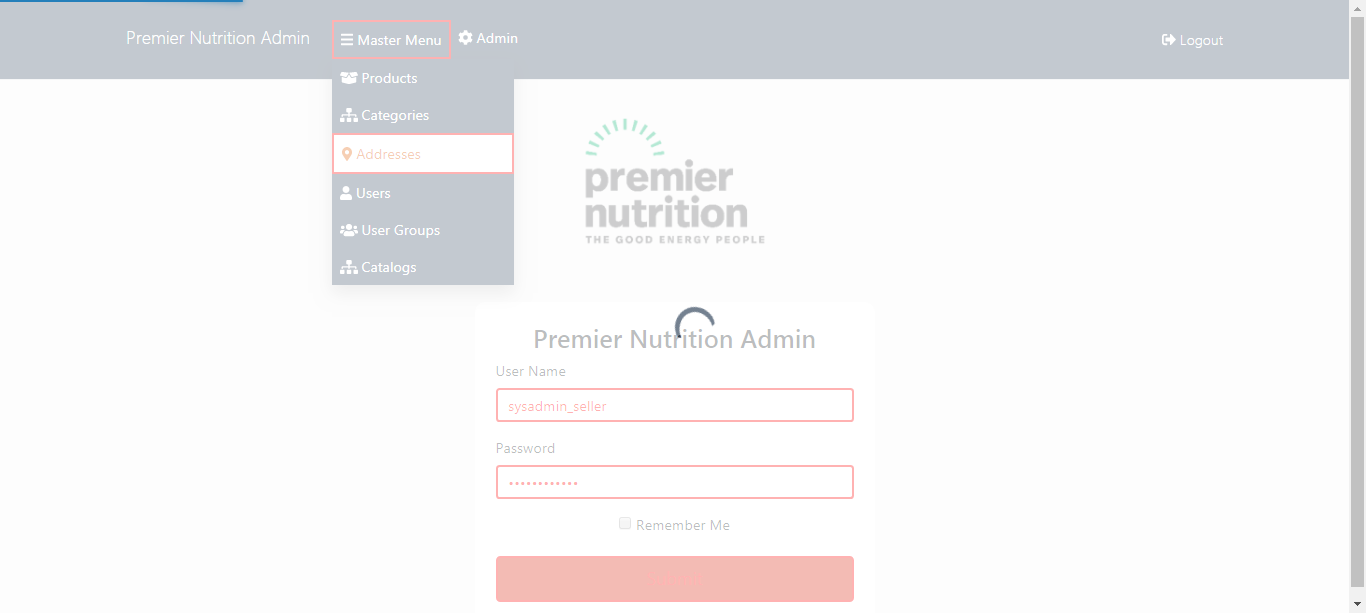 Premier Nutrition Admin
Master Menu
Admin
Logout
Products
Categories
Addresses
Users
User Groups
Catalogs
premier
nutrition
THE GOOD ENERGY PEOPLE
Premier Nutrition Admin
User Name
sysadmin_seller
Password
••••••••••••
Remember Me